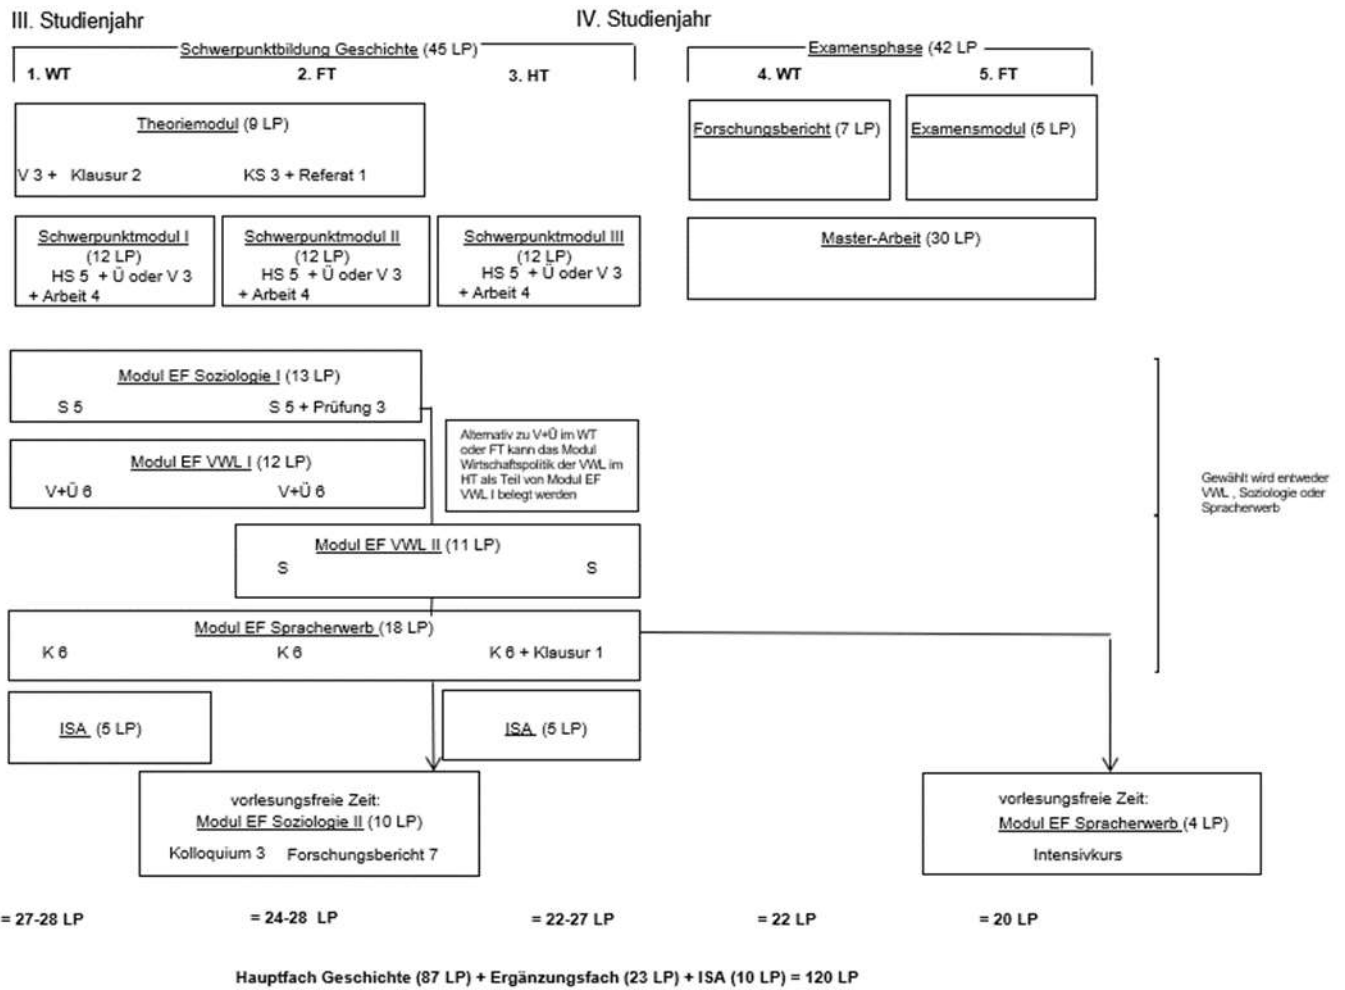 III. Studienjahr
IV. Studienjahr
Schwerpunktbildung Geschichte (45 LP)
Examensphase (42 LP
1. WT
2. FT
3. HT
4. WT
5. FT
Theoriemodul (9 LP)
V 3 + Klausur 2
KS 3 + Referat 1
Forschungsbericht (7 LP)
Examensmodul (5 LP)
Schwerpunktmodul I
(12 LP)
HS 5 + Ü oder V 3
+ Arbeit 4
Schwerpunktmodul II
(12 LP)
HS 5 + Ü oder V 3
+ Arbeit 4
Schwerpunktmodul III
(12 LP)
HS 5 + Ü oder V 3
+ Arbeit 4
Master-Arbeit (30 LP)
Modul EF Soziologie I (13 LP)
S 5
S 5 + Prüfung 3
Modul EF VWL I (12 LP)
V+Ü 6
V+Ü 6
Alternativ zu V+Ü im WT
oder FT kann das Modul
Wirtschaftspolitik der VWL im
HT als Teil von Modul EF
VWL I belegt werden
Gewählt wird entweder
VWL , Soziologie oder
Spracherwerb
Modul EF VWL II (11 LP)
S
S
Modul EF Spracherwerb (18 LP)
K 6
K 6
K 6 + Klausur 1
ISA (5 LP)
ISA (5 LP)
vorlesungsfreie Zeit:
Modul EF Soziologie II (10 LP)
Kolloquium 3 Forschungsbericht 7
vorlesungsfreie Zeit:
Modul EF Spracherwerb (4 LP)
Intensivkurs
= 27-28 LP
= 24-28 LP
= 22-27 LP
= 22 LP
= 20 LP
Hauptfach Geschichte (87 LP) + Ergänzungsfach (23 LP) + ISA (10 LP) = 120 LP